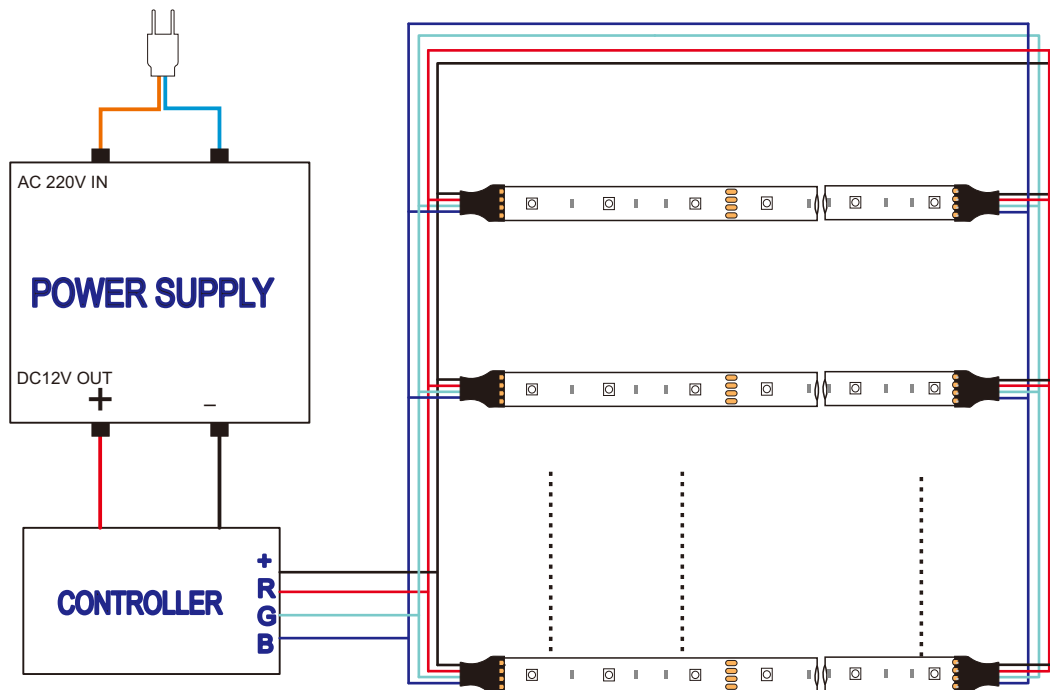 AC 220V IN
POWER SUPPLY
DC12V OUT
+
–
CONTROLLER
+
R
G
B